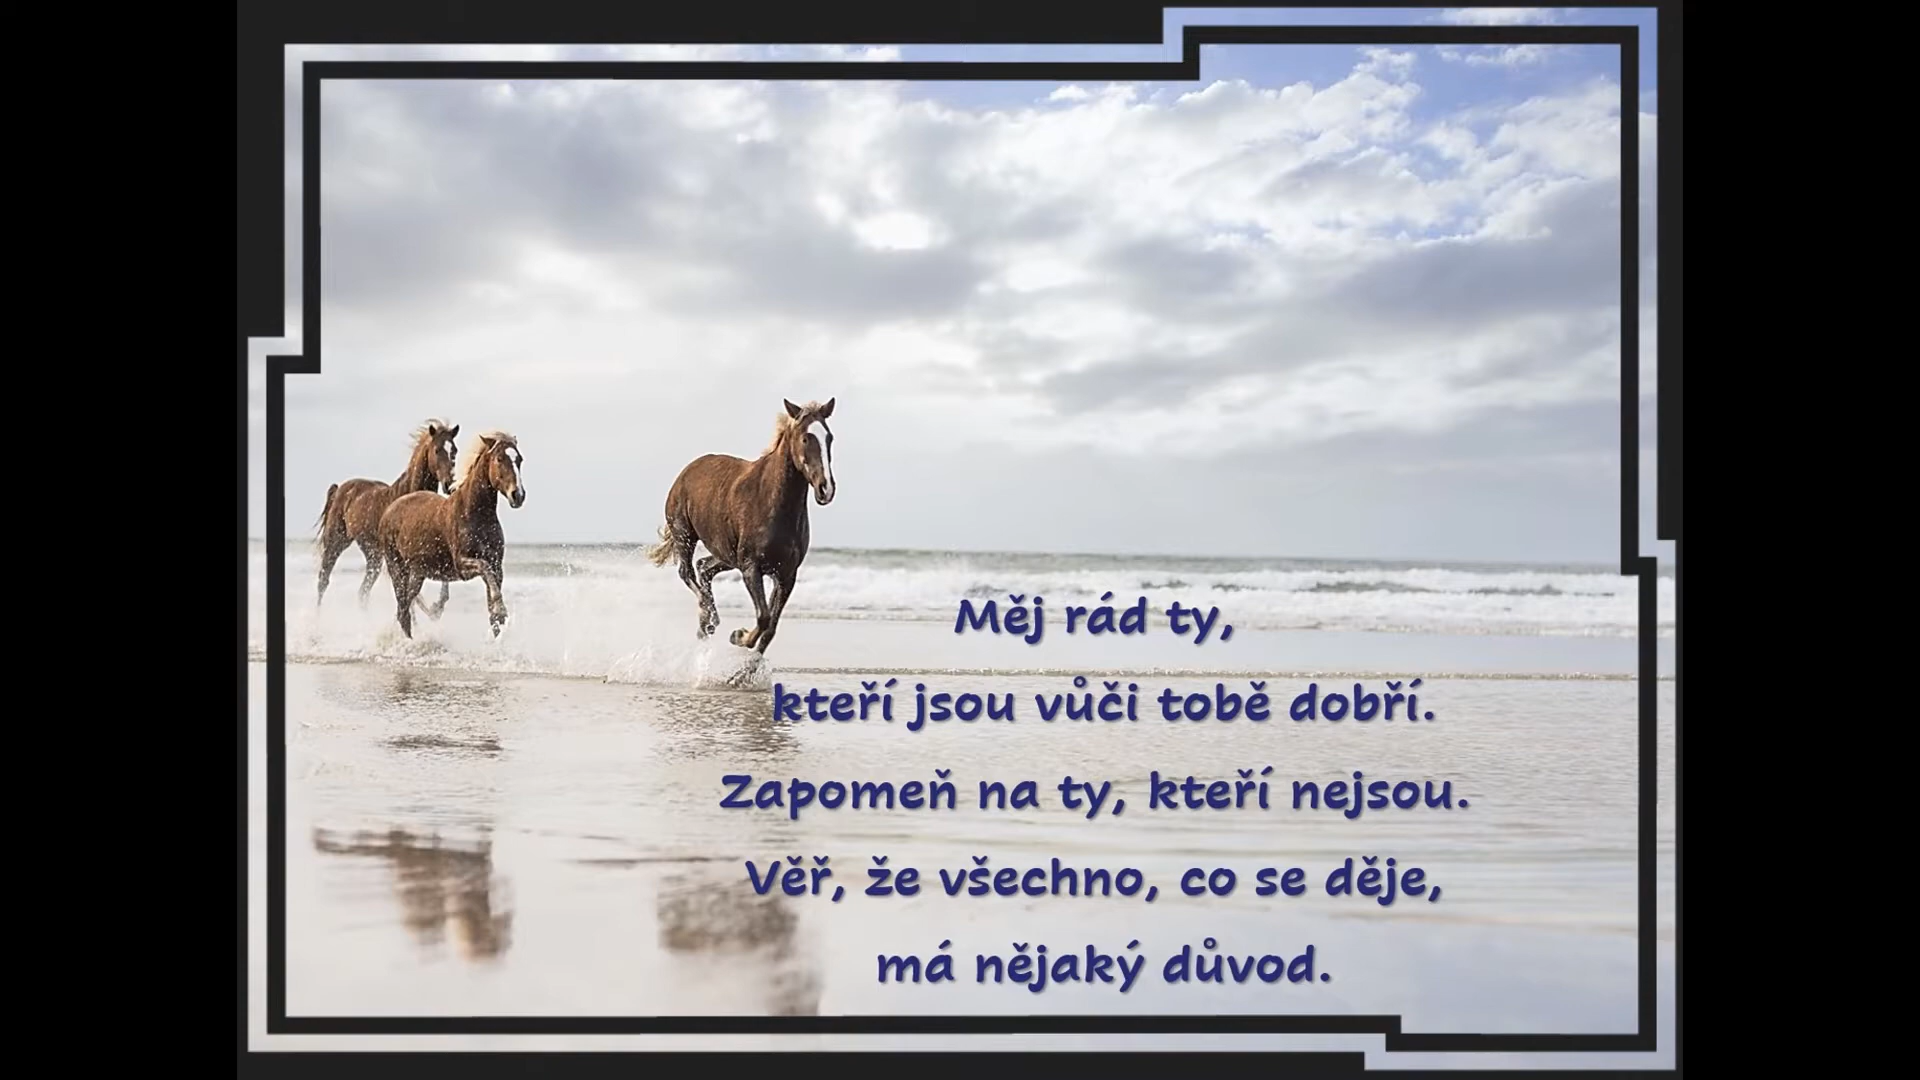 Měj rád ty,
kteří jsou vůči tobě dobří.
Zapomeň na ty, kteří nejsou.
Věř, že všechno, co se děje,
má nějaký důvod.